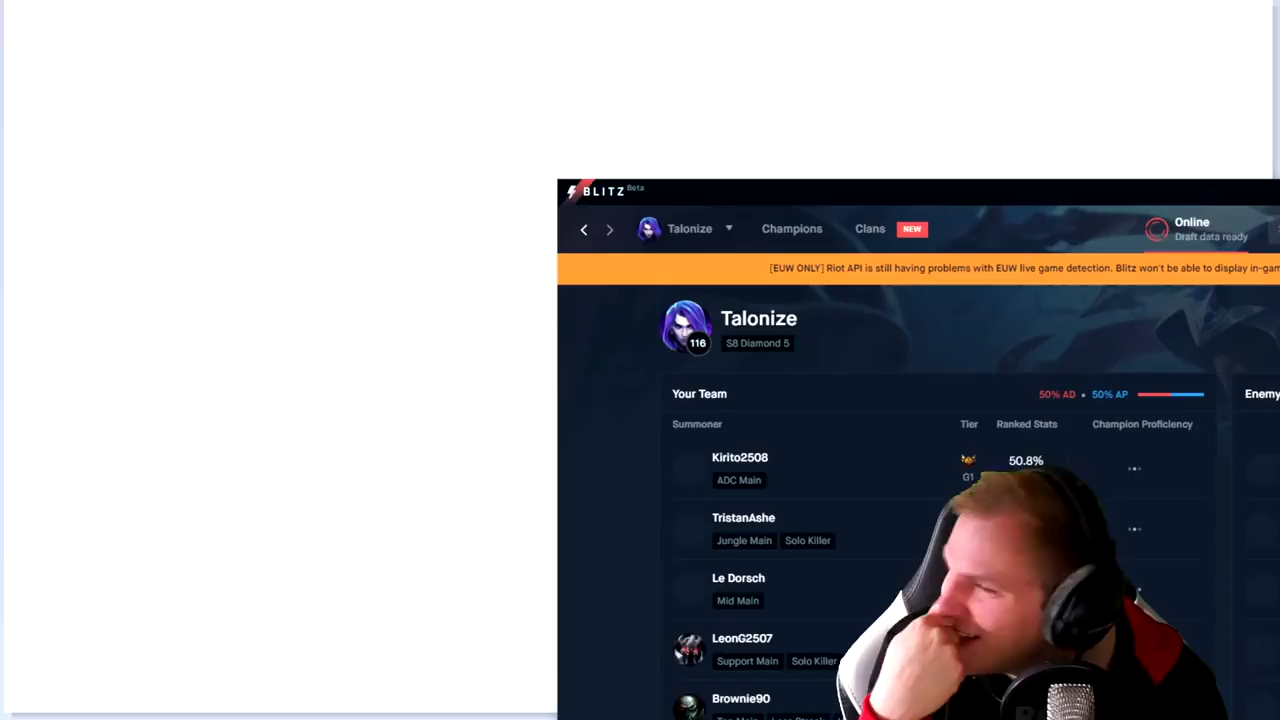 BLITZ Beta
Talonize Champions Clans NEW Online
Draft data ready
[EUW ONLY] Riot API is still having problems with EUW live game detection. Blitz won't be able to display
Talonize
116 S8 Diamond 5
Your Team 50% AD • 50% AP Enemy
Summoner Tier Ranked Stats Champion Proficiency
Kirito2508 50.8%
ADC Main G1
TristanAshe
Jungle Main Solo Killer
Le Dorsch
Mid Main
LeonG2507
Support Main Solo Killer
Brownie90